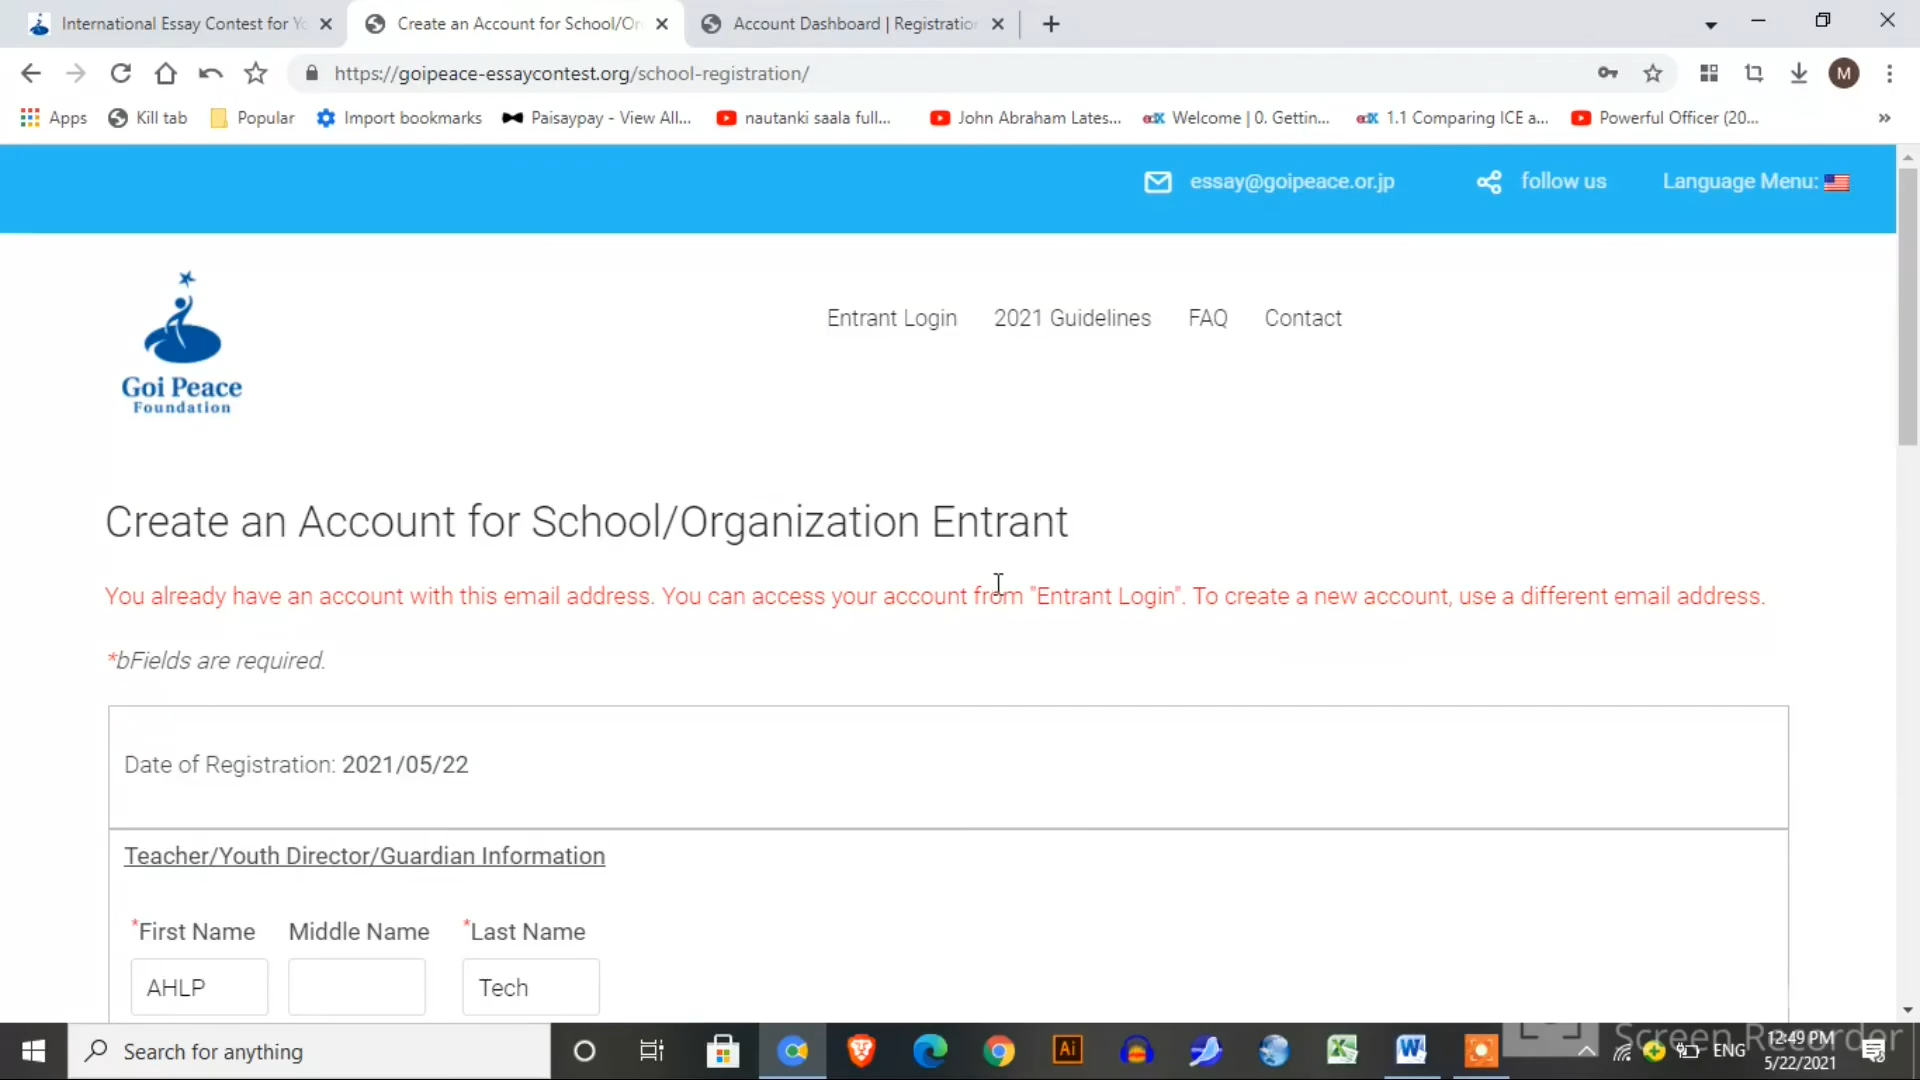 International Essay Contest for Yo
Create an Account for School/Or
Account Dashboard | Registration
https://goipeace-essaycontest.org/school-registration/
M
Apps
Kill tab
Popular
Import bookmarks
Paisaypay - View All...
nautanki saala full...
John Abraham Lates...
edX Welcome | 0. Gettin...
edX 1.1 Comparing ICE a...
Powerful Officer (20...
»
essay@goipeace.or.jp
follow us
Language Menu:
Goi Peace
Foundation
Entrant Login
2021 Guidelines
FAQ
Contact
Create an Account for School/Organization Entrant
You already have an account with this email address. You can access your account from "Entrant Login". To create a new account, use a different email address.
*bFields are required.
Date of Registration: 2021/05/22
Teacher/Youth Director/Guardian Information
*First Name
Middle Name
*Last Name
AHLP
Tech
Search for anything
Ai
ENG
12:49 PM
5/22/2021
Screen Recorder